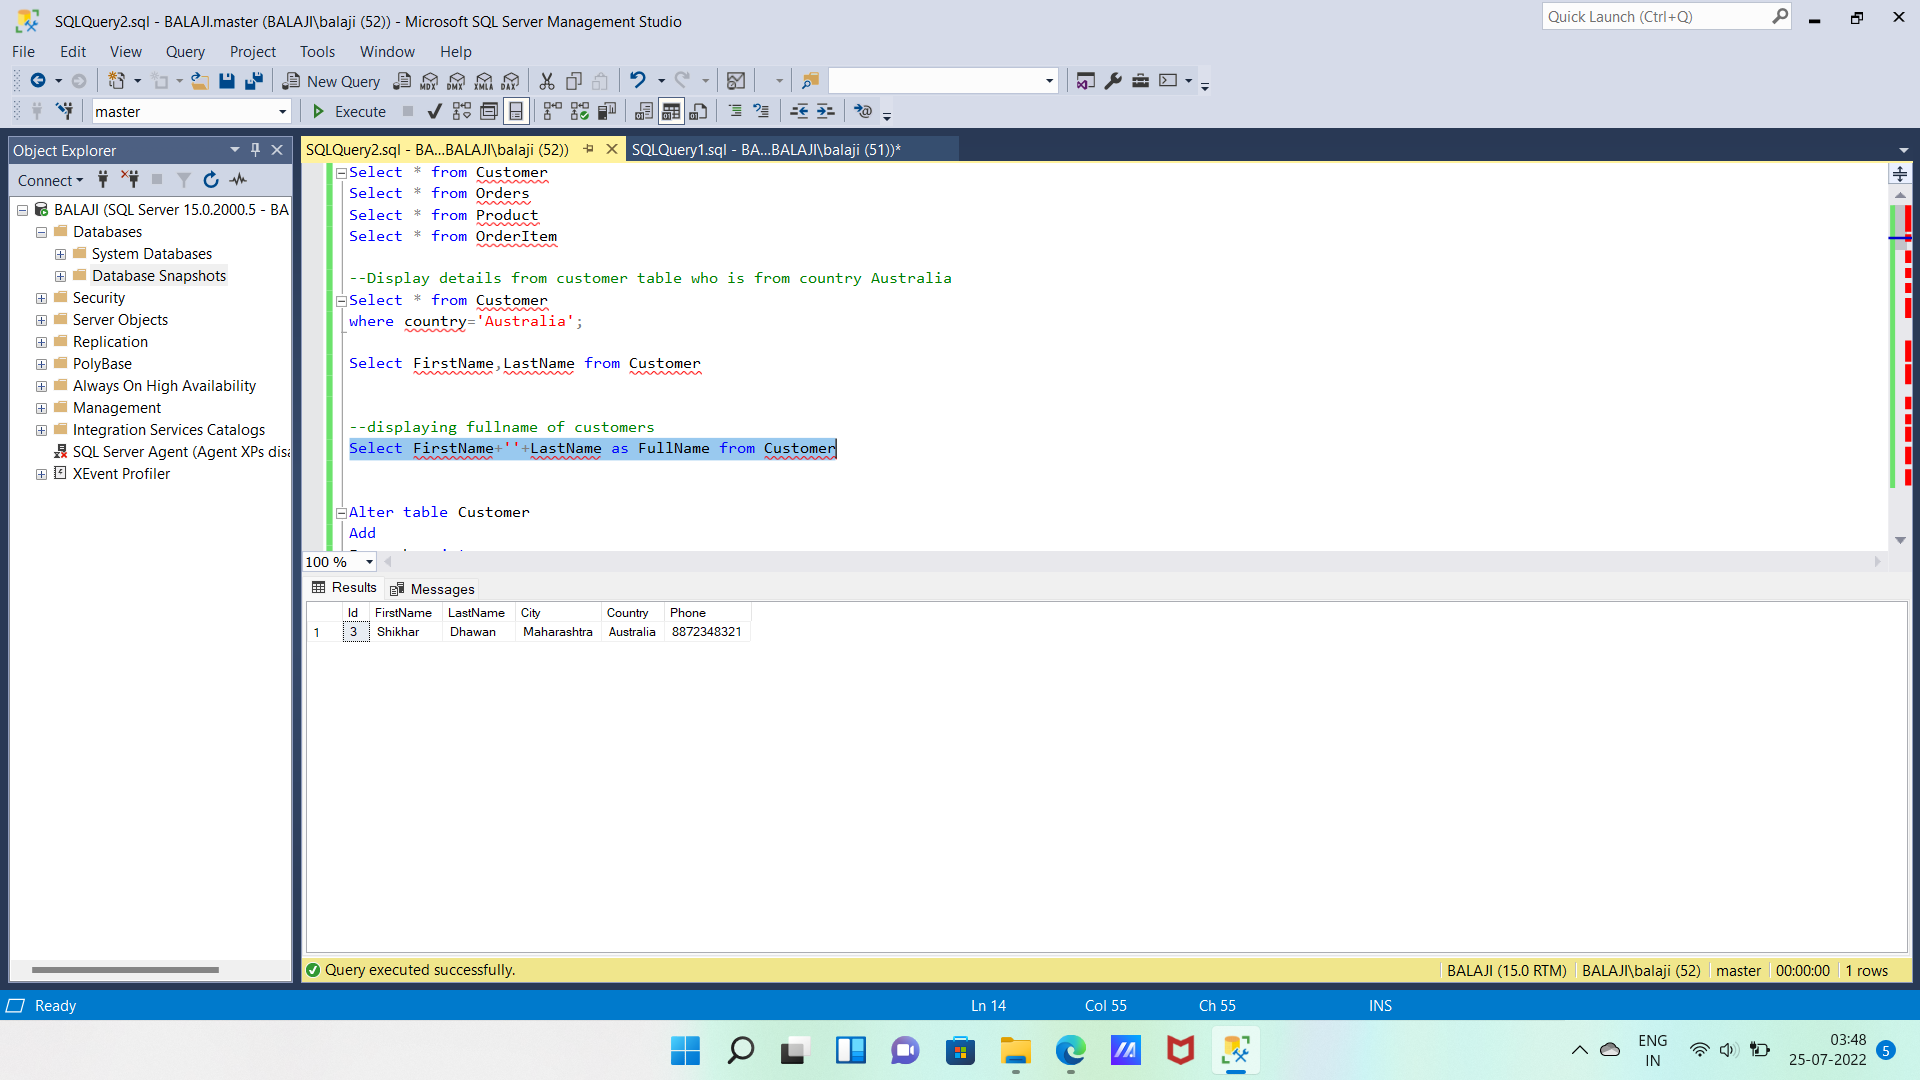 SQLQuery2.sql - BALAJI.master (BALAJI\balaji (52)) - Microsoft SQL Server Management Studio
Quick Launch (Ctrl+Q)
File Edit View Query Project Tools Window Help
New Query MDX DMX XMLA DAX
master Execute
Object Explorer
SQLQuery2.sql - BA...BALAJI\balaji (52))
SQLQuery1.sql - BA...BALAJI\balaji (51))*
Connect
BALAJI (SQL Server 15.0.2000.5 - BA
Databases
System Databases
Database Snapshots
Security
Server Objects
Replication
PolyBase
Always On High Availability
Management
Integration Services Catalogs
SQL Server Agent (Agent XPs disa
XEvent Profiler
Select * from Customer
Select * from Orders
Select * from Product
Select * from OrderItem
--Display details from customer table who is from country Australia
Select * from Customer
where country='Australia';
Select FirstName,LastName from Customer
--displaying fullname of customers
Select FirstName+''+LastName as FullName from Customer
Alter table Customer
Add
100 %
Results Messages
Id FirstName LastName City Country Phone
1 3 Shikhar Dhawan Maharashtra Australia 8872348321
Query executed successfully.
BALAJI (15.0 RTM) BALAJI\balaji (52) master 00:00:00 1 rows
Ready Ln 14 Col 55 Ch 55 INS
ENG
IN
03:48
25-07-2022
5